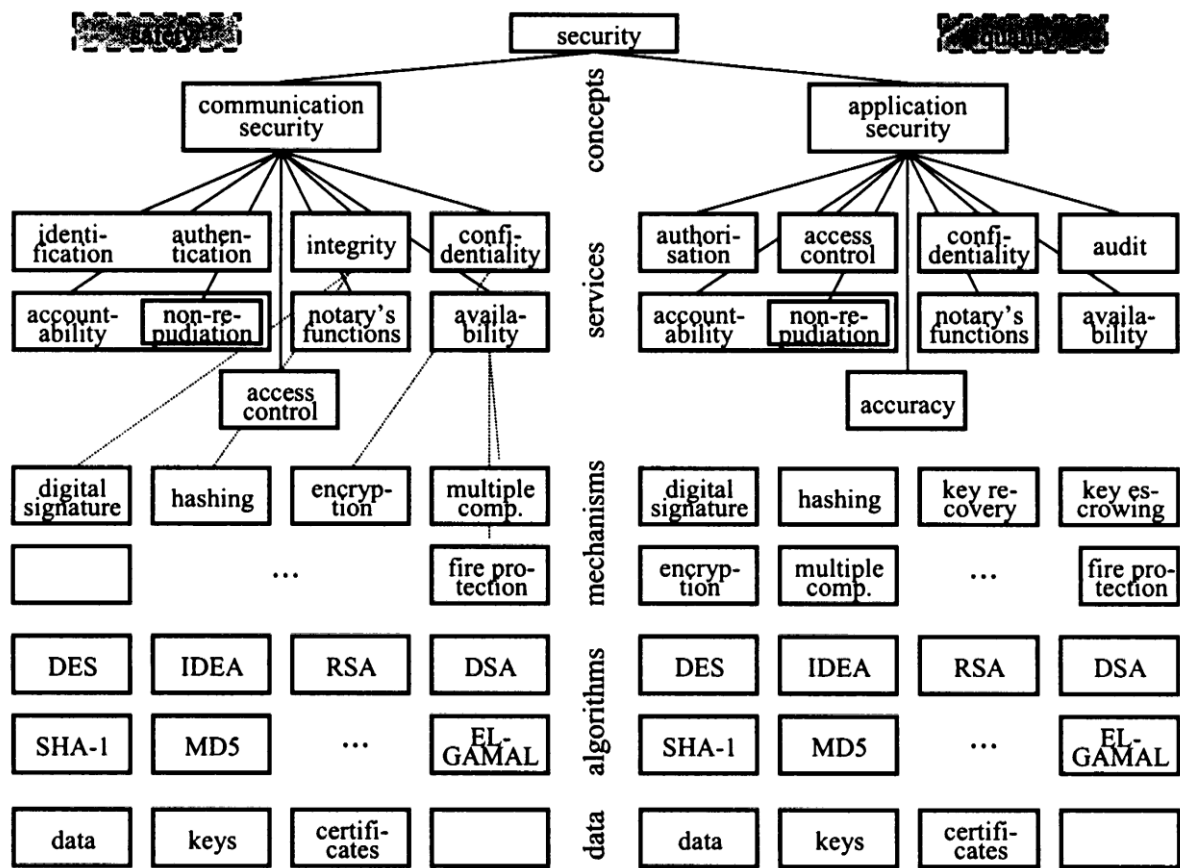 safety
security
quality
communication
security
concepts
application
security
identi-
fication
authen-
tication
integrity
confi-
dentiality
services
authori-
sation
access
control
confi-
dentiality
audit
account-
ability
non-re-
pudiation
notary's
functions
availa-
bility
account-
ability
non-re-
pudiation
notary's
functions
availa-
bility
access
control
accuracy
digital
signature
hashing
encryp-
tion
multiple
comp.
mechanisms
digital
signature
hashing
key re-
covery
key es-
crowing
...
fire pro-
tection
encryp-
tion
multiple
comp.
...
fire pro-
tection
DES
IDEA
RSA
DSA
algorithms
DES
IDEA
RSA
DSA
SHA-1
MD5
...
EL-
GAMAL
SHA-1
MD5
...
EL-
GAMAL
data
keys
certifi-
cates
data
data
keys
certifi-
cates